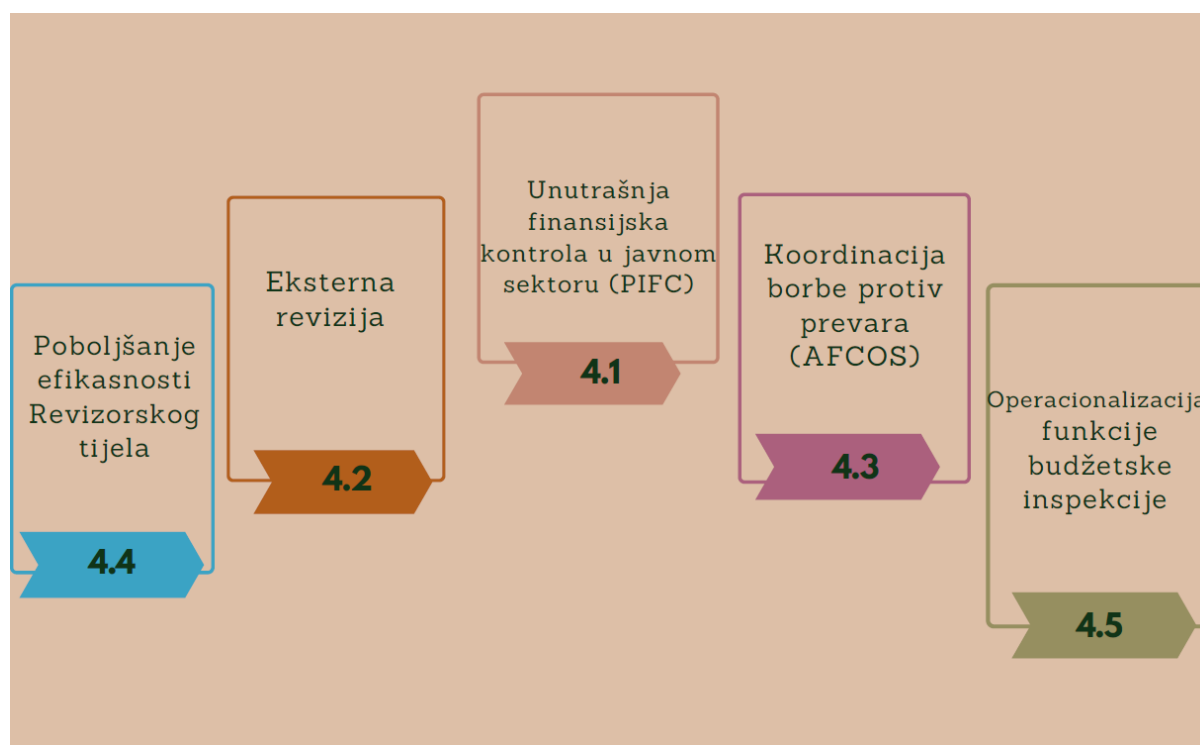 Poboljšanje
efikasnosti
Revizorskog
tijela
4.4
Eksterna
revizija
4.2
Unutrašnja
finansijska
kontrola u javnom
sektoru (PIFC)
4.1
Koordinacija
borbe protiv
prevara
(AFCOS)
4.3
Operacionalizacija
funkcije
budžetske
inspekcije
4.5